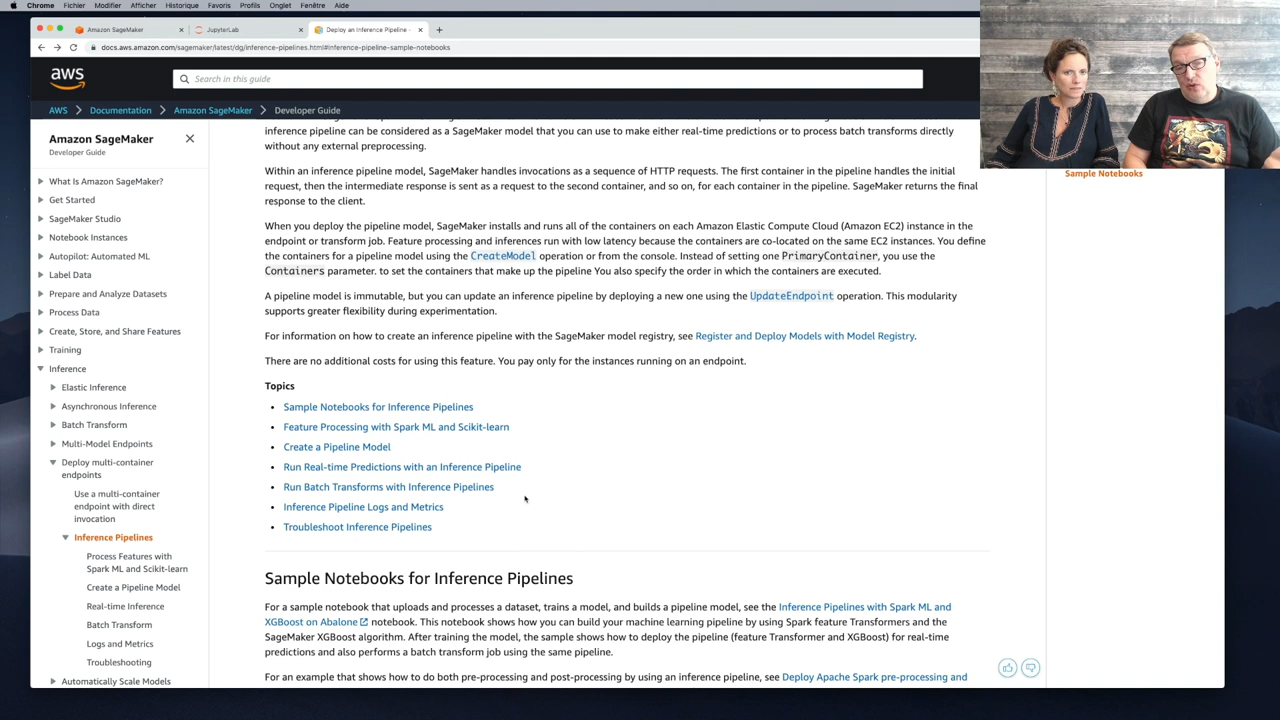 Chrome Fichier Modifier Affichage Historique Favoris Profils Onglet Fenêtre Aide
Amazon SageMaker
JupyterLab
Deploy an Inference Pipeline -
docs.aws.amazon.com/sagemaker/latest/dg/inference-pipelines.html#inference-pipeline-sample-notebooks
aws
Search in this guide
AWS > Documentation > Amazon SageMaker > Developer Guide
Amazon SageMaker
Developer Guide
What Is Amazon SageMaker?
Get Started
SageMaker Studio
Notebook Instances
Autopilot: Automated ML
Label Data
Prepare and Analyze Datasets
Process Data
Create, Store, and Share Features
Training
Inference
Elastic Inference
Asynchronous Inference
Batch Transform
Multi-Model Endpoints
Deploy multi-container
endpoints
Use a multi-container
endpoint with direct
invocation
Inference Pipelines
Process Features with
Spark ML and Scikit-learn
Create a Pipeline Model
Real-time Inference
Batch Transform
Logs and Metrics
Troubleshooting
Automatically Scale Models
inference pipeline can be considered as a SageMaker model that you can use to make either real-time predictions or to process batch transforms directly
without any external preprocessing.
Within an inference pipeline model, SageMaker handles invocations as a sequence of HTTP requests. The first container in the pipeline handles the initial
request, then the intermediate response is sent as a request to the second container, and so on, for each container in the pipeline. SageMaker returns the final
response to the client.
When you deploy the pipeline model, SageMaker installs and runs all of the containers on each Amazon Elastic Compute Cloud (Amazon EC2) instance in the
endpoint or transform job. Feature processing and inferences run with low latency because the containers are co-located on the same EC2 instances. You define
the containers for a pipeline model using the CreateModel operation or from the console. Instead of setting one PrimaryContainer, you use the
Containers parameter. to set the containers that make up the pipeline You also specify the order in which the containers are executed.
A pipeline model is immutable, but you can update an inference pipeline by deploying a new one using the UpdateEndpoint operation. This modularity
supports greater flexibility during experimentation.
For information on how to create an inference pipeline with the SageMaker model registry, see Register and Deploy Models with Model Registry.
There are no additional costs for using this feature. You pay only for the instances running on an endpoint.
Topics
• Sample Notebooks for Inference Pipelines
• Feature Processing with Spark ML and Scikit-learn
• Create a Pipeline Model
• Run Real-time Predictions with an Inference Pipeline
• Run Batch Transforms with Inference Pipelines
• Inference Pipeline Logs and Metrics
• Troubleshoot Inference Pipelines
Sample Notebooks for Inference Pipelines
For a sample notebook that uploads and processes a dataset, trains a model, and builds a pipeline model, see the Inference Pipelines with Spark ML and
XGBoost on Abalone notebook. This notebook shows how you can build your machine learning pipeline by using Spark feature Transformers and the
SageMaker XGBoost algorithm. After training the model, the sample shows how to deploy the pipeline (feature Transformer and XGBoost) for real-time
predictions and also performs a batch transform job using the same pipeline.
For an example that shows how to do both pre-processing and post-processing by using an inference pipeline, see Deploy Apache Spark pre-processing and
Sample Notebooks